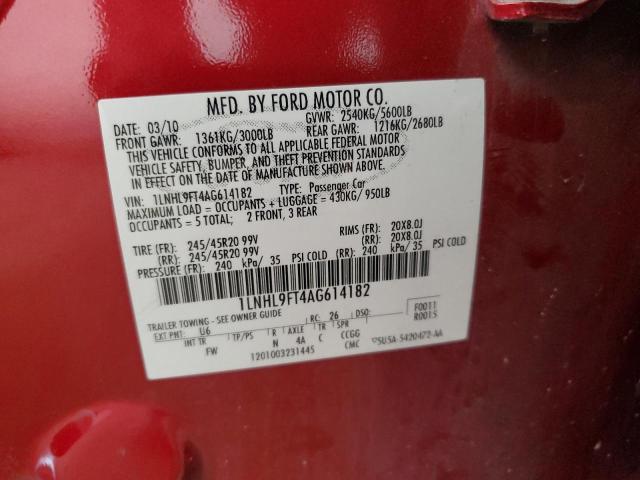 MFD. BY FORD MOTOR CO.
DATE: 03/10 GVWR: 2540KG/5600LB
FRONT GAWR: 1361KG/3000LB REAR GAWR: 1216KG/2680LB
THIS VEHICLE CONFORMS TO ALL APPLICABLE FEDERAL MOTOR
VEHICLE SAFETY, BUMPER, AND THEFT PREVENTION STANDARDS
IN EFFECT ON THE DATE OF MANUFACTURE SHOWN ABOVE.
VIN: 1LNHL9FT4AG614182 TYPE: Passenger Car
MAXIMUM LOAD = OCCUPANTS + LUGGAGE = 430KG/ 950LB
OCCUPANTS = 5 TOTAL; 2 FRONT, 3 REAR
TIRE (FR): 245/45R20 99V RIMS (FR): 20X8.0J
(RR): 245/45R20 99V (RR): 20X8.0J
PRESSURE (FR): 240 kPa/ 35 PSI COLD (RR): 240 kPa/ 35 PSI COLD
1LNHL9FT4AG614182
TRAILER TOWING - SEE OWNER GUIDE RC: 26 DSO: F0011
EXT PNT: U6 R0015
INT TR TP/PS R AXLE TR SPR
FW N 4A C CCGG
1201003231445 CMC 5U5A-5420472-AA